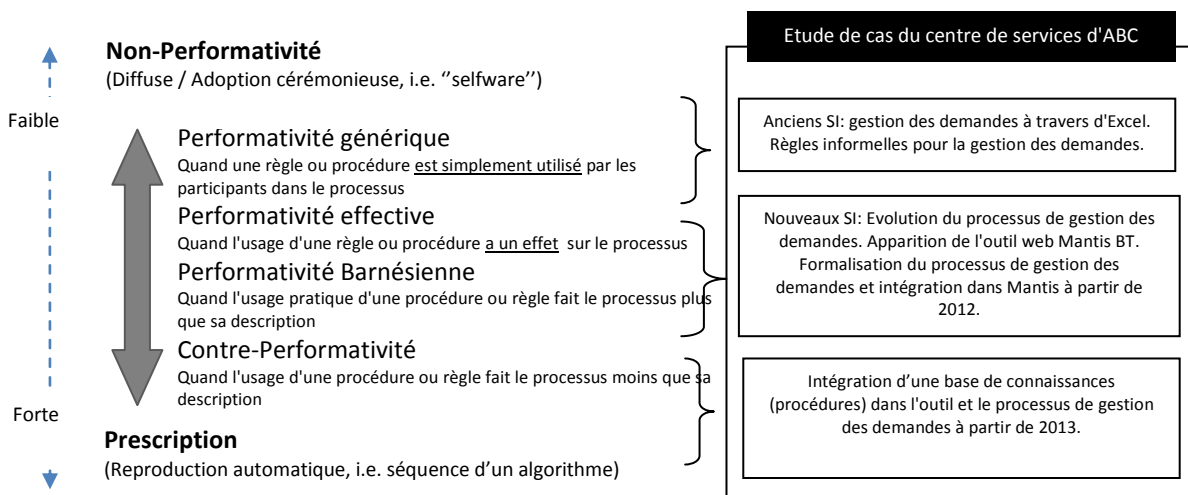 Non-Performativité
(Diffuse / Adoption cérémonieuse, i.e. ‘’selfware’’)
Faible
Performativité générique
Quand une règle ou procédure est simplement utilisé par les
participants dans le processus
Performativité effective
Quand l'usage d'une règle ou procédure a un effet sur le processus
Performativité Barnésienne
Quand l'usage pratique d'une procédure ou règle fait le processus plus
que sa description
Contre-Performativité
Quand l'usage d'une procédure ou règle fait le processus moins que sa
description
Forte
Prescription
(Reproduction automatique, i.e. séquence d’un algorithme)
Etude de cas du centre de services d'ABC
Anciens SI: gestion des demandes à travers d'Excel.
Règles informelles pour la gestion des demandes.
Nouveaux SI: Evolution du processus de gestion des
demandes. Apparition de l'outil web Mantis BT.
Formalisation du processus de gestion des
demandes et intégration dans Mantis à partir de
2012.
Intégration d’une base de connaissances
(procédures) dans l'outil et le processus de gestion
des demandes à partir de 2013.